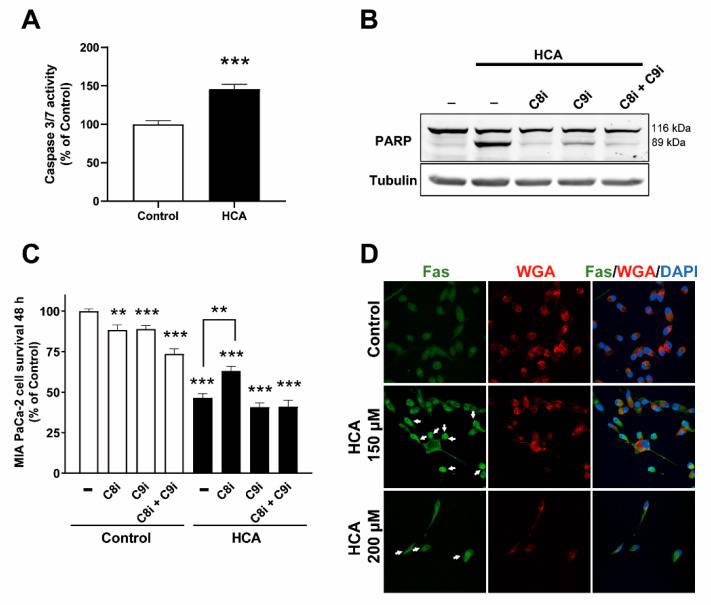 A
Caspase 3/7 activity
(% of Control)
200
150
100
50
0
***
Control
HCA
B
HCA
–
–
C8i
C9i
C8i + C9i
PARP
116 kDa
89 kDa
Tubulin
C
MIA PaCa-2 cell survival 48 h
(% of Control)
100
75
50
25
0
**
***
***
**
***
***
***
***
–
C8i
C9i
C8i + C9i
–
C8i
C9i
C8i + C9i
Control
HCA
D
Fas
WGA
Fas/WGA/DAPI
Control
HCA
150 µM
HCA
200 µM